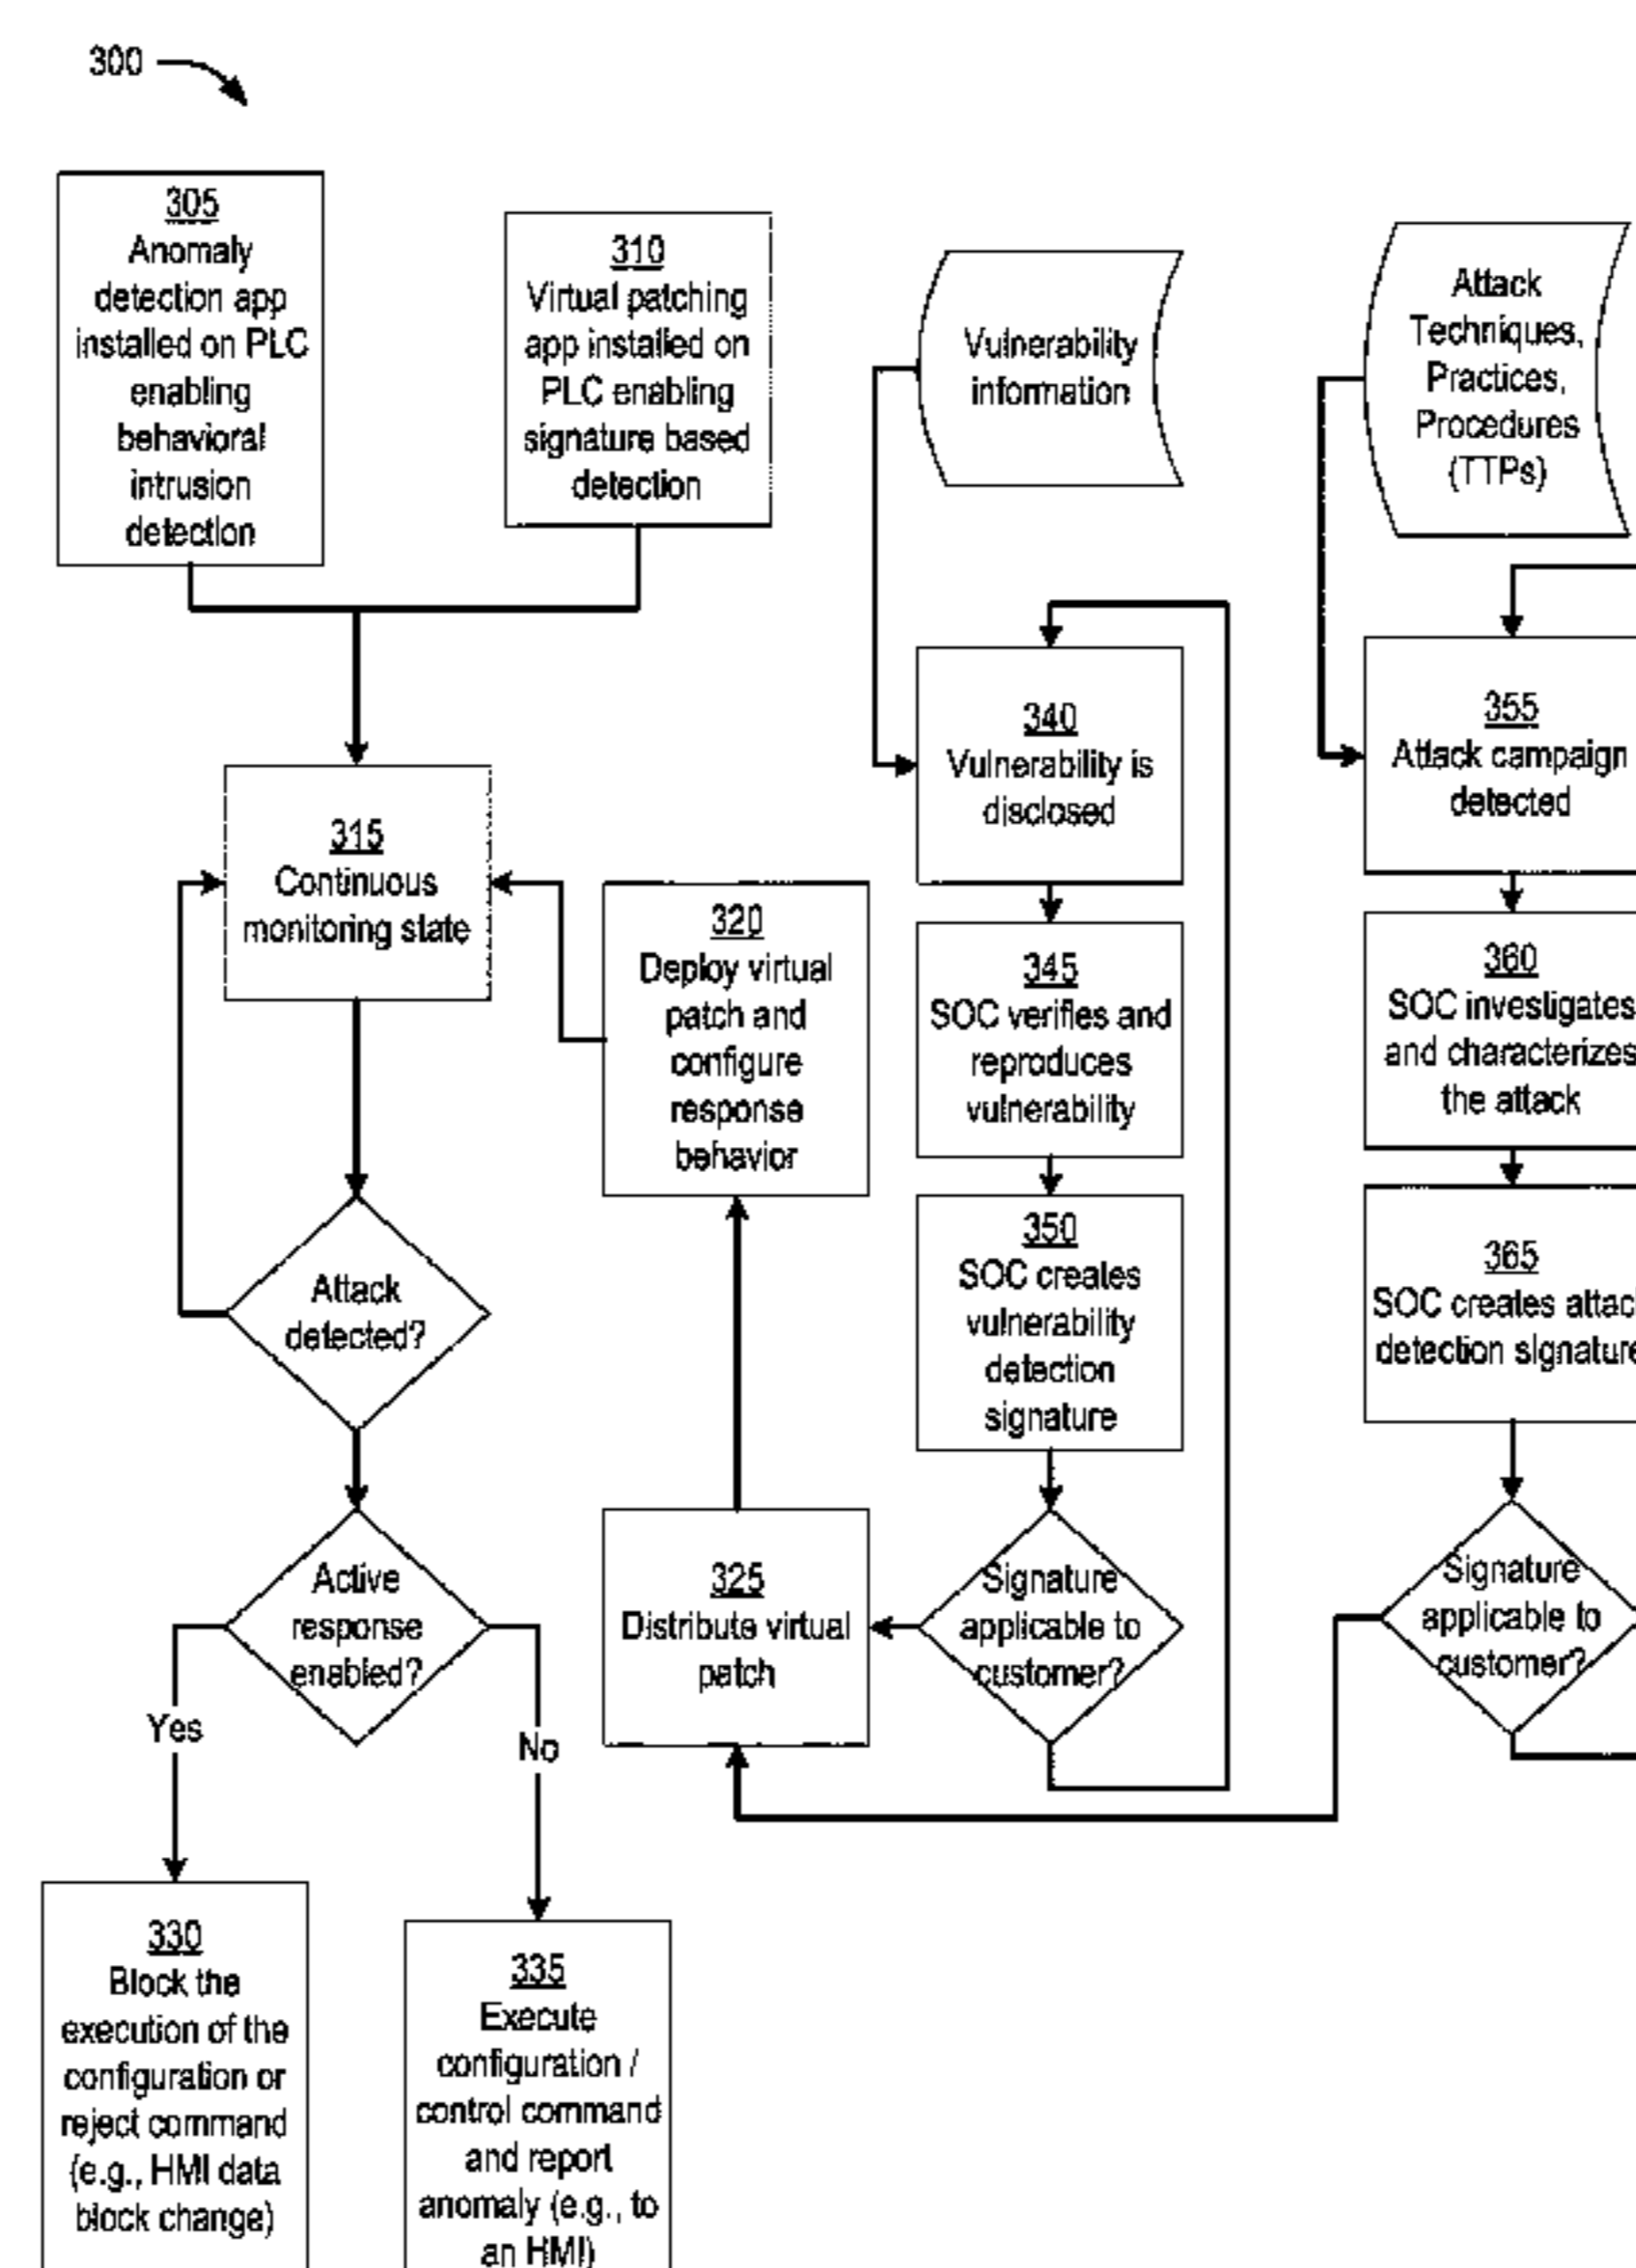 300
305
Anomaly
detection app
installed on PLC
enabling
behavioral
intrusion
detection
310
Virtual patching
app installed on
PLC enabling
signature based
detection
Vulnerability
information
Attack
Techniques,
Practices,
Procedures
(TTPs)
315
Continuous
monitoring state
320
Deploy virtual
patch and
configure
response
behavior
340
Vulnerability is
disclosed
355
Attack campaign
detected
345
SOC verifies and
reproduces
vulnerability
360
SOC investigates
and characterizes
the attack
350
SOC creates
vulnerability
detection
signature
365
SOC creates attack
detection signature
Attack
detected?
Active
response
enabled?
325
Distribute virtual
patch
Signature
applicable to
customer?
Signature
applicable to
customer?
Yes
No
330
Block the
execution of the
configuration or
reject command
(e.g., HMI data
block change)
335
Execute
configuration /
control command
and report
anomaly (e.g., to
an HMI)